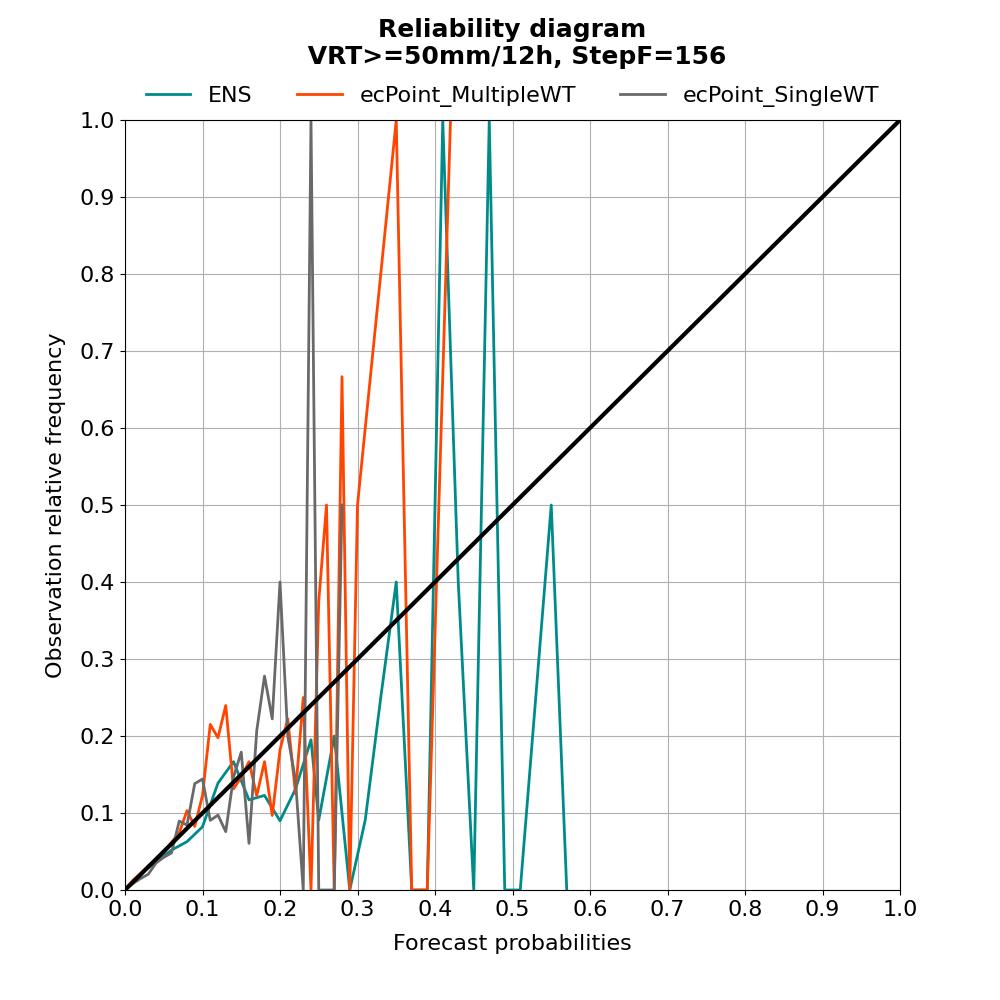 Reliability diagram
VRT>=50mm/12h, StepF=156
ENS ecPoint_MultipleWT ecPoint_SingleWT
1.0
0.9
0.8
0.7
0.6
0.5
0.4
0.3
0.2
0.1
0.0
Observation relative frequency
0.0 0.1 0.2 0.3 0.4 0.5 0.6 0.7 0.8 0.9 1.0
Forecast probabilities